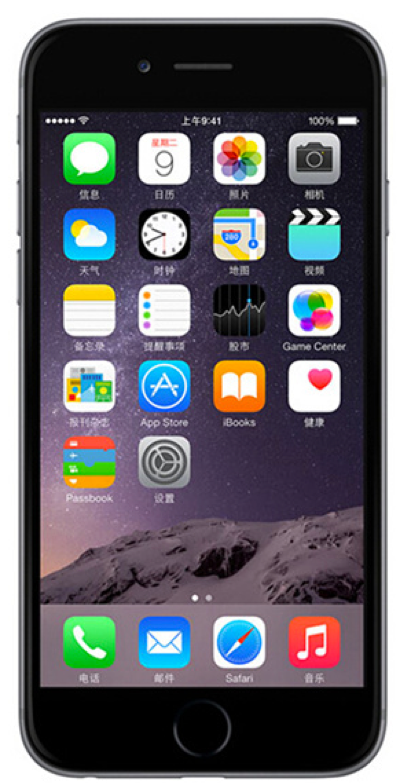 上午9:41 100%
星期二
9
信息 日历 照片 相机
280
天气 时钟 地图 视频
备忘录 提醒事项 股市 Game Center
报刊杂志 App Store iBooks 健康
Passbook 设置
电话 邮件 Safari 音乐